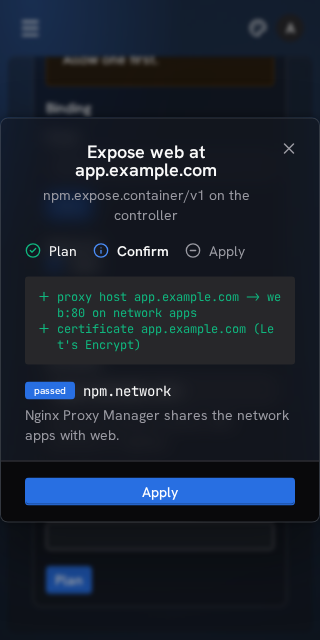 A
Allow one first.
Binding
Expose web at
app.example.com
npm.expose.container/v1 on the
controller
Plan Confirm Apply
+ proxy host app.example.com → we
b:80 on network apps
+ certificate app.example.com (Le
t's Encrypt)
passed npm.network
Nginx Proxy Manager shares the network
apps with web.
Apply
Plan